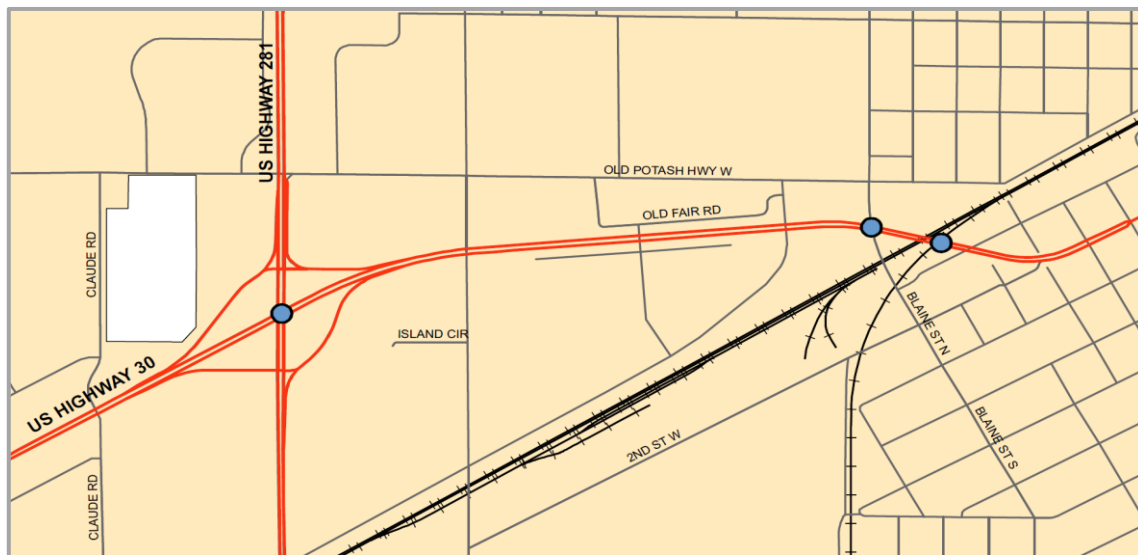 US HIGHWAY 281
OLD POTASH HWY W
OLD FAIR RD
CLAUDE RD
ISLAND CIR
BLAINE ST N
US HIGHWAY 30
BLAINE ST S
2ND ST W
CLAUDE RD